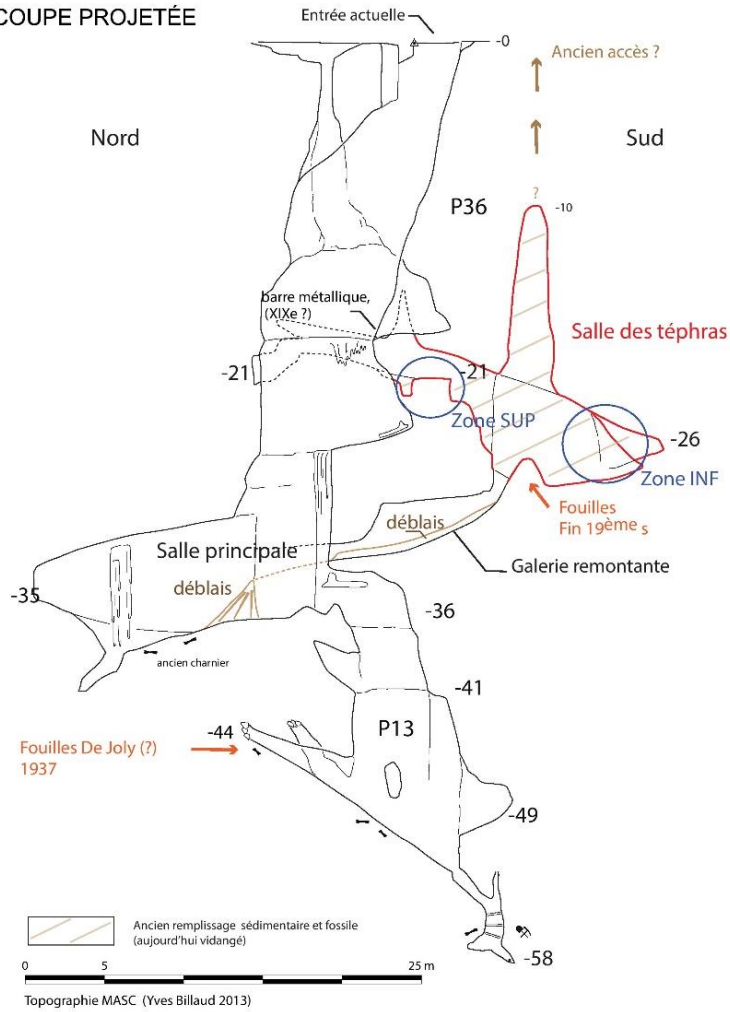 COUPE PROJETÉE
Entrée actuelle
-0
Ancien accès ?
Nord
Sud
?
P36
-10
barre métallique,
(XIXe ?)
Salle des téphras
-21
-21
Zone SUP
-26
Zone INF
Fouilles
Fin 19ème s
déblais
Salle principale
Galerie remontante
déblais
-35
-36
ancien charnier
-41
-44
P13
Fouilles De Joly (?)
1937
-49
Ancien remplissage sédimentaire et fossile
(aujourd'hui vidangé)
-58
0 5 25 m
Topographie MASC (Yves Billaud 2013)